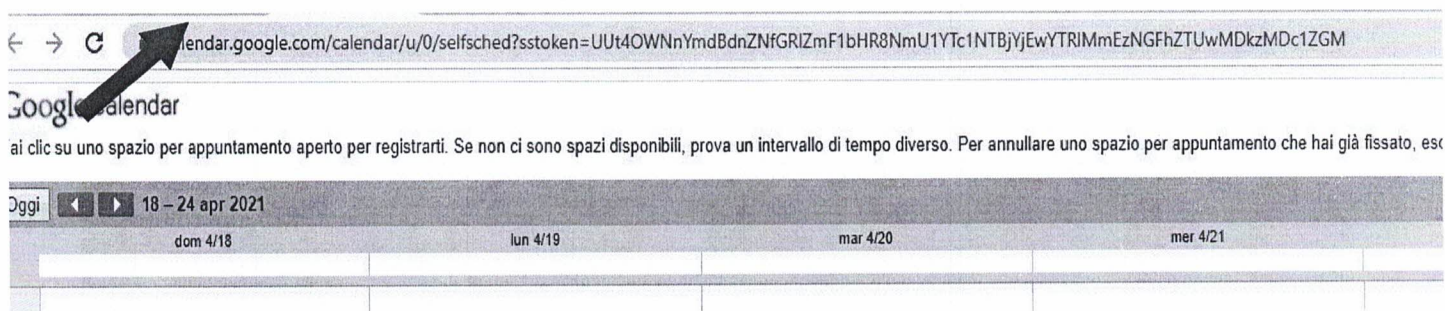 lendar.google.com/calendar/u/0/selfsched?sstoken=UUt4OWNnYmdBdnZNfGRlZmF1bHR8NmU1YTc1NTBjYjEwYTRlMmEzNGFhZTUwMDkzMDc1ZGM
Google Calendar
ai clic su uno spazio per appuntamento aperto per registrarti. Se non ci sono spazi disponibili, prova un intervallo di tempo diverso. Per annullare uno spazio per appuntamento che hai già fissato, esc
Oggi 18 – 24 apr 2021
dom 4/18 lun 4/19 mar 4/20 mer 4/21